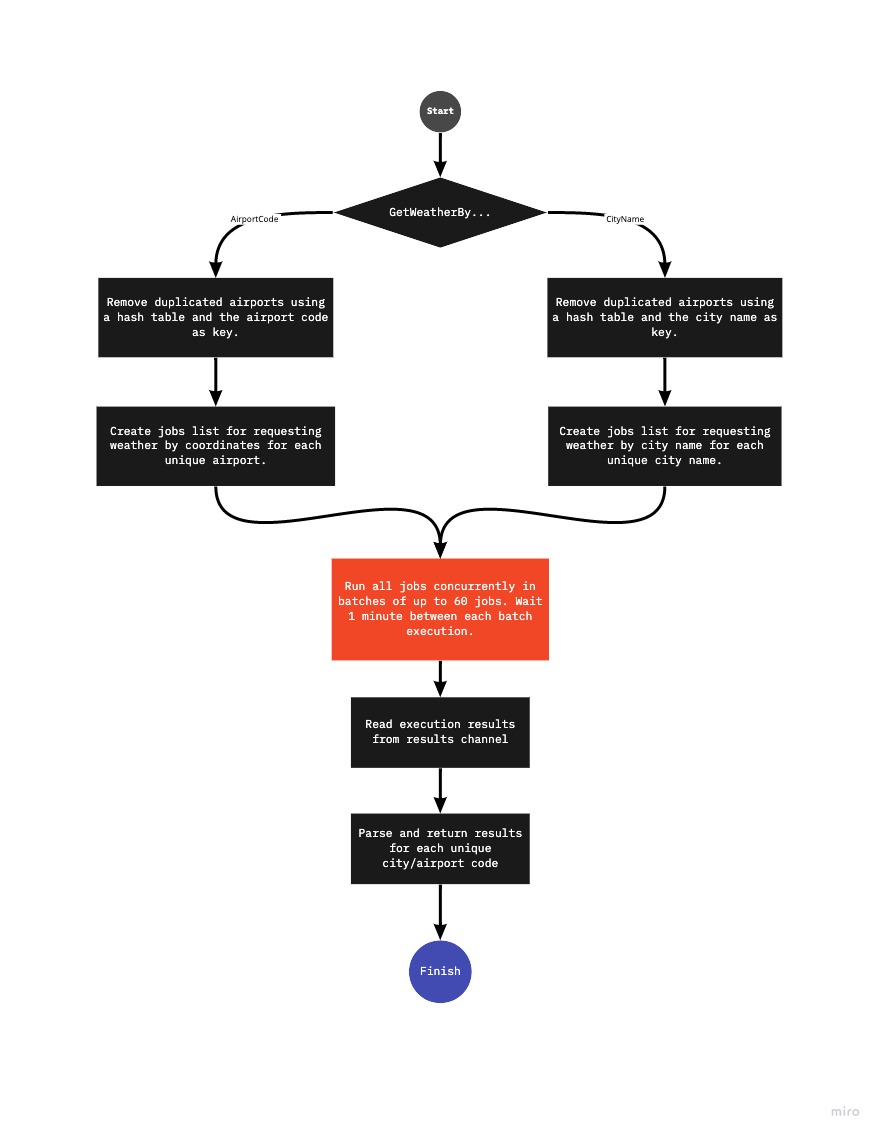 Start
GetWeatherBy...
AirportCode
CityName
Remove duplicated airports using
a hash table and the airport code
as key.
Remove duplicated airports using
a hash table and the city name as
key.
Create jobs list for requesting
weather by coordinates for each
unique airport.
Create jobs list for requesting
weather by city name for each
unique city name.
Run all jobs concurrently in
batches of up to 60 jobs. Wait
1 minute between each batch
execution.
Read execution results
from results channel
Parse and return results
for each unique
city/airport code
Finish
miro